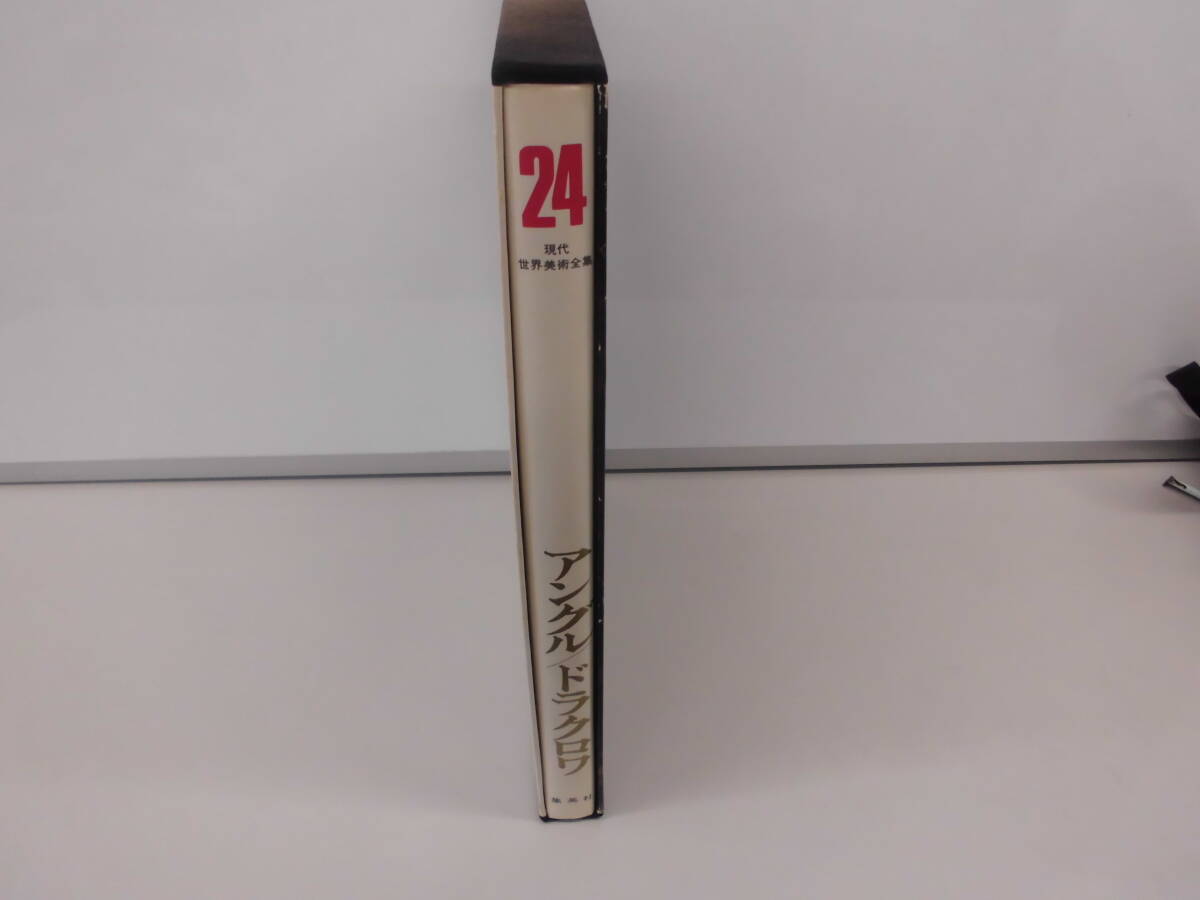 24
現代
世界美術全集
アングル/ドラクロワ
集英社